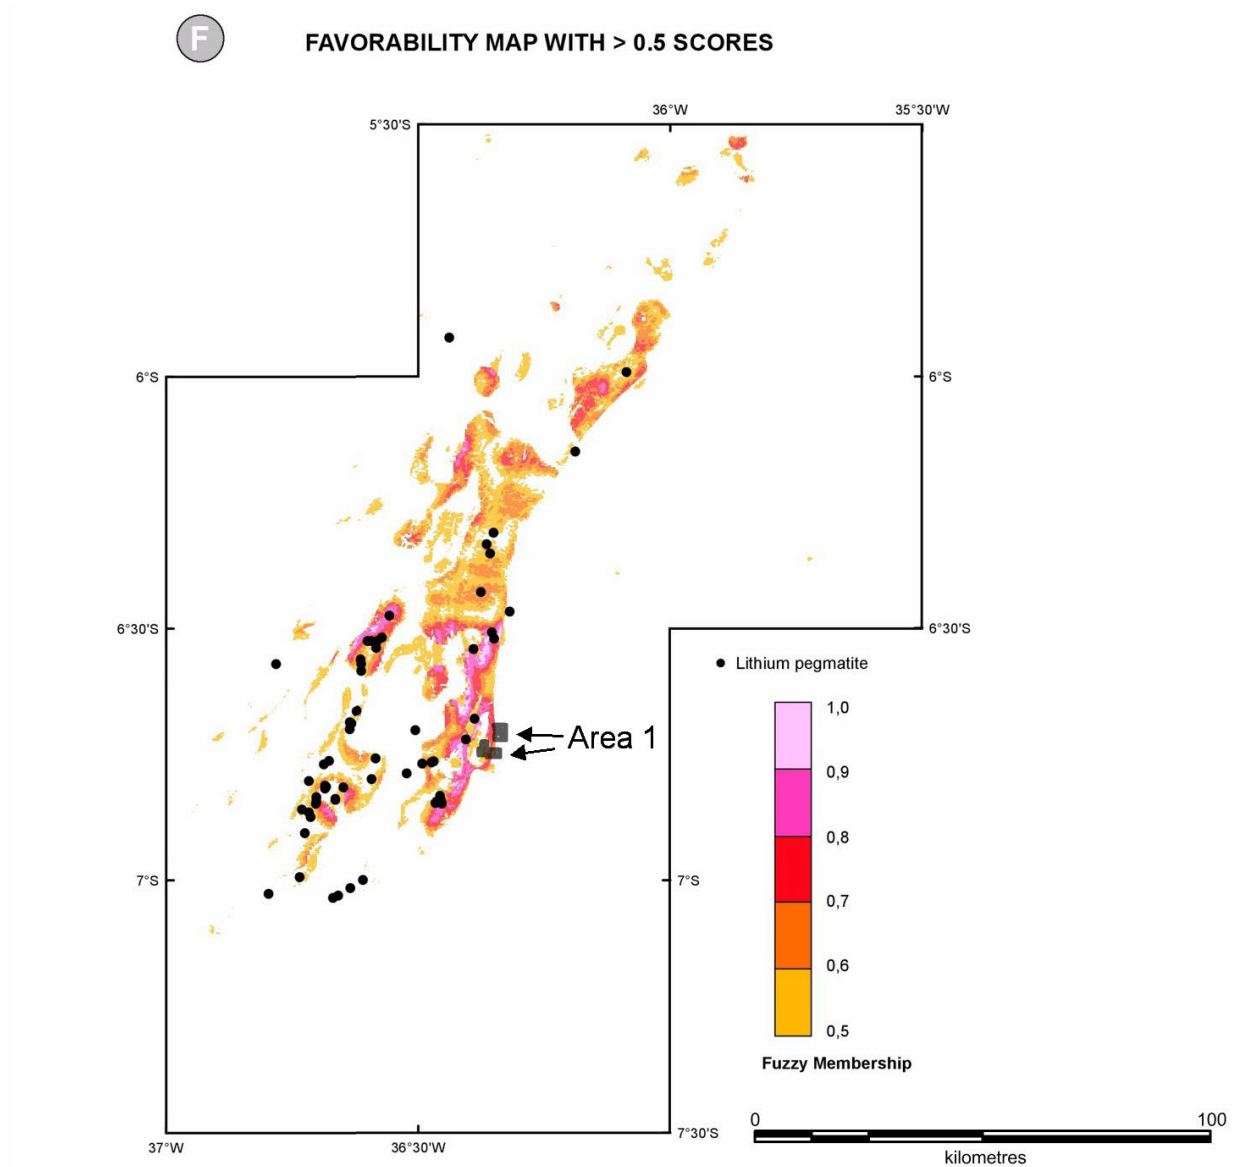 F
FAVORABILITY MAP WITH > 0.5 SCORES
36°W
35°30'W
5°30'S
6°S
6°S
6°30'S
6°30'S
Lithium pegmatite
1,0
Area 1
0,9
0,8
7°S
7°S
0,7
0,6
0,5
Fuzzy Membership
0
100
7°30'S
37°W
36°30'W
kilometres